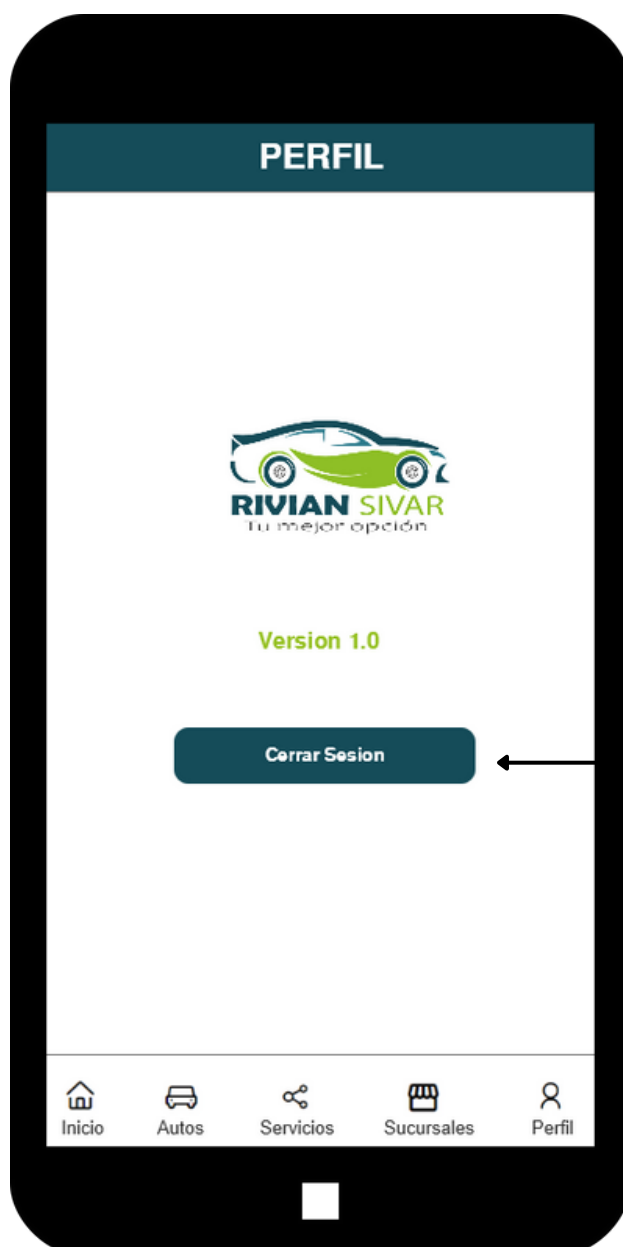 PERFIL
RIVIAN SIVAR
Tu mejor opción
Version 1.0
Cerrar Sesion
Inicio Autos Servicios Sucursales Perfil